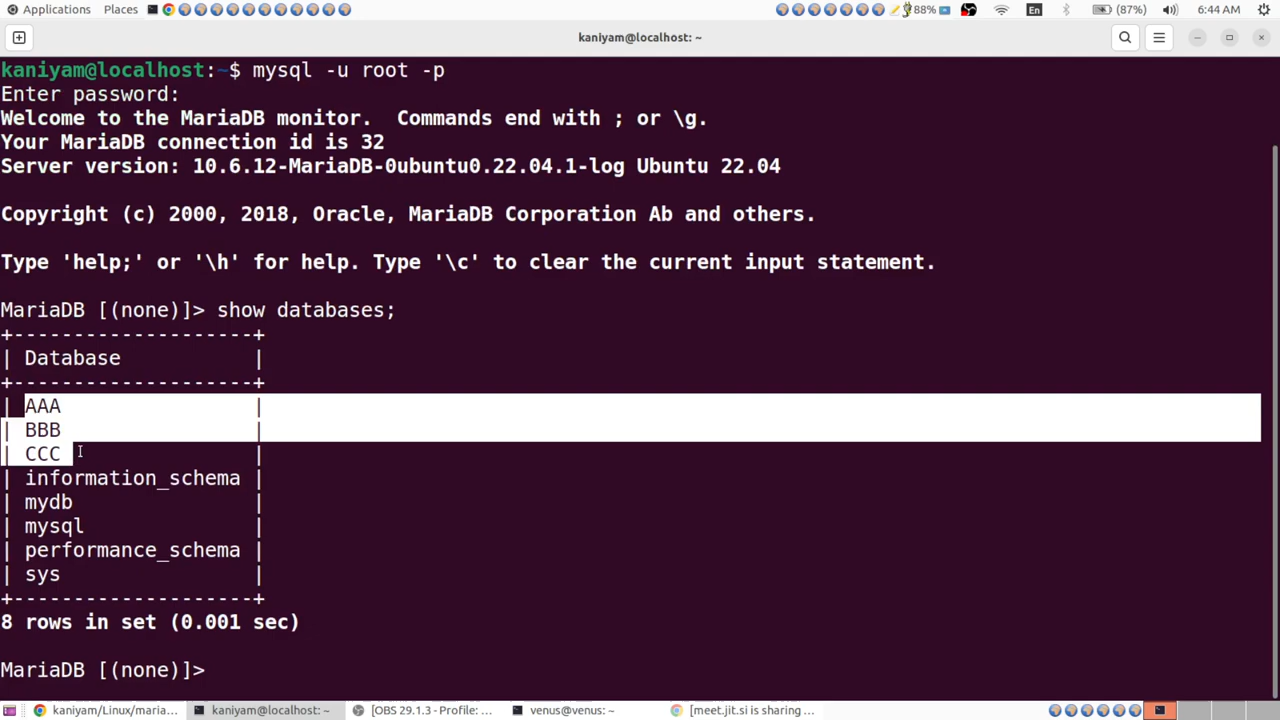 Applications Places 88% En (87%) 6:44 AM
kaniyam@localhost: ~
kaniyam@localhost:~$ mysql -u root -p
Enter password:
Welcome to the MariaDB monitor.  Commands end with ; or \g.
Your MariaDB connection id is 32
Server version: 10.6.12-MariaDB-0ubuntu0.22.04.1-log Ubuntu 22.04
Copyright (c) 2000, 2018, Oracle, MariaDB Corporation Ab and others.
Type 'help;' or '\h' for help. Type '\c' to clear the current input statement.
MariaDB [(none)]> show databases;
+--------------------+
| Database           |
+--------------------+
| AAA                |
| BBB                |
| CCC                |
| information_schema |
| mydb               |
| mysql              |
| performance_schema |
| sys                |
+--------------------+
8 rows in set (0.001 sec)
MariaDB [(none)]>
kaniyam/Linux/maria... kaniyam@localhost: ~ [OBS 29.1.3 - Profile: ... venus@venus: ~ [meet.jit.si is sharing ...